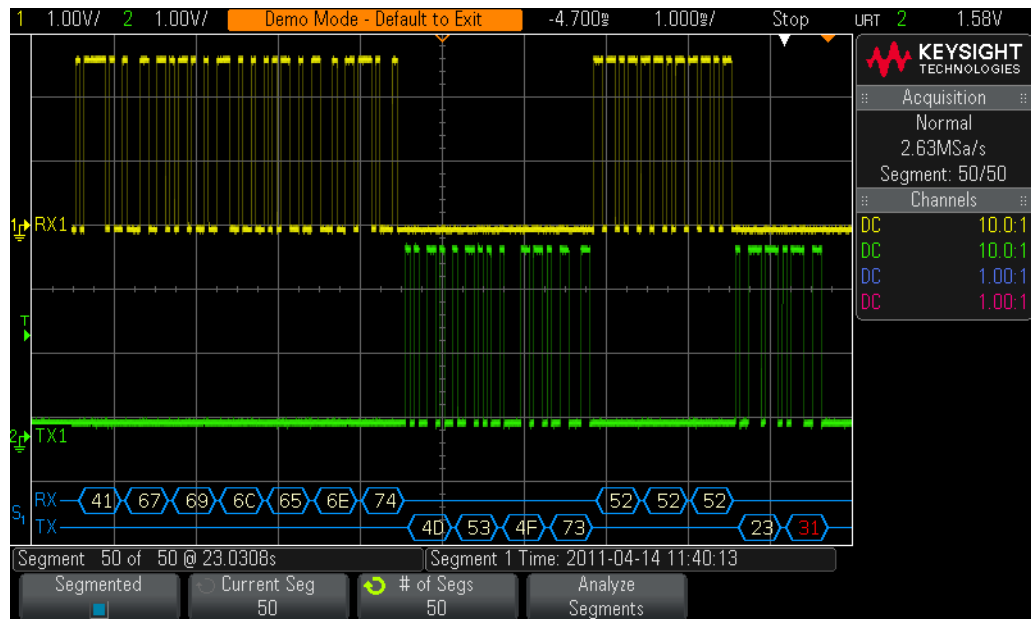 1 1.00V/ 2 1.00V/ Demo Mode - Default to Exit -4.700s 1.000s/ Stop URT 2 1.58V
KEYSIGHT
TECHNOLOGIES
Acquisition
Normal
2.63MSa/s
Segment: 50/50
Channels
DC 10.0:1
DC 10.0:1
DC 1.00:1
DC 1.00:1
1 RX1
T
2 TX1
S1
RX 41 67 69 6C 65 6E 74 52 52 52
TX 4D 53 4F 73 23 31
Segment 50 of 50 @ 23.0308s Segment 1 Time: 2011-04-14 11:40:13
Segmented Current Seg # of Segs Analyze
50 50 Segments